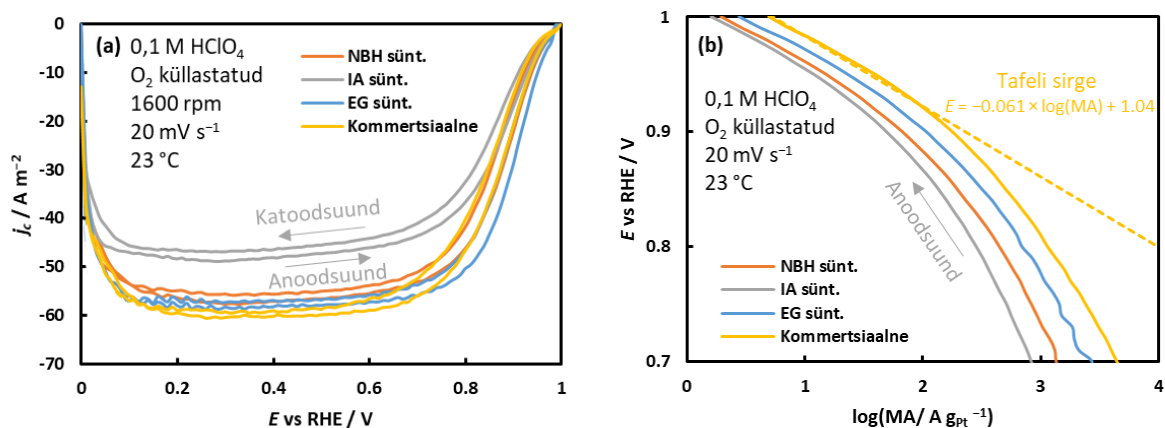 (a)
0,1 M HClO₄
O₂ küllastatud
1600 rpm
20 mV s⁻¹
23 °C
NBH sünt.
IA sünt.
EG sünt.
Kommertsiaalne
Katoodsuund
Anoodsuund
0
-10
-20
-30
-40
-50
-60
-70
j_c / A m⁻²
0
0.2
0.4
0.6
0.8
1
E vs RHE / V
(b)
Tafeli sirge
E = −0.061 × log(MA) + 1.04
0,1 M HClO₄
O₂ küllastatud
20 mV s⁻¹
23 °C
Anoodsuund
NBH sünt.
IA sünt.
EG sünt.
Kommertsiaalne
1
0.9
0.8
0.7
E vs RHE / V
0
1
2
3
4
log(MA/ A g_Pt ⁻¹)